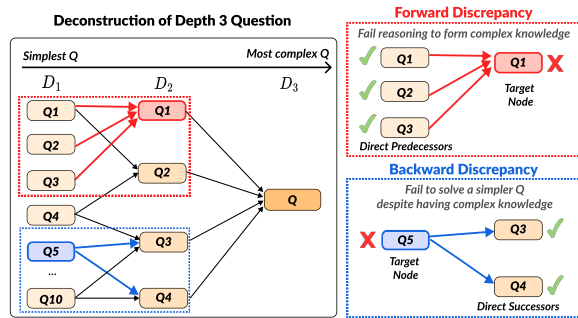 Deconstruction of Depth 3 Question
Simplest Q
Most complex Q
D1
D2
D3
Q1
Q2
Q3
Q4
Q5
...
Q10
Q1
Q2
Q3
Q4
Q
Forward Discrepancy
Fail reasoning to form complex knowledge
Q1
Q2
Q3
Direct Predecessors
Q1
X
Target
Node
Backward Discrepancy
Fail to solve a simpler Q
despite having complex knowledge
X
Q5
Target
Node
Q3
Q4
Direct Successors